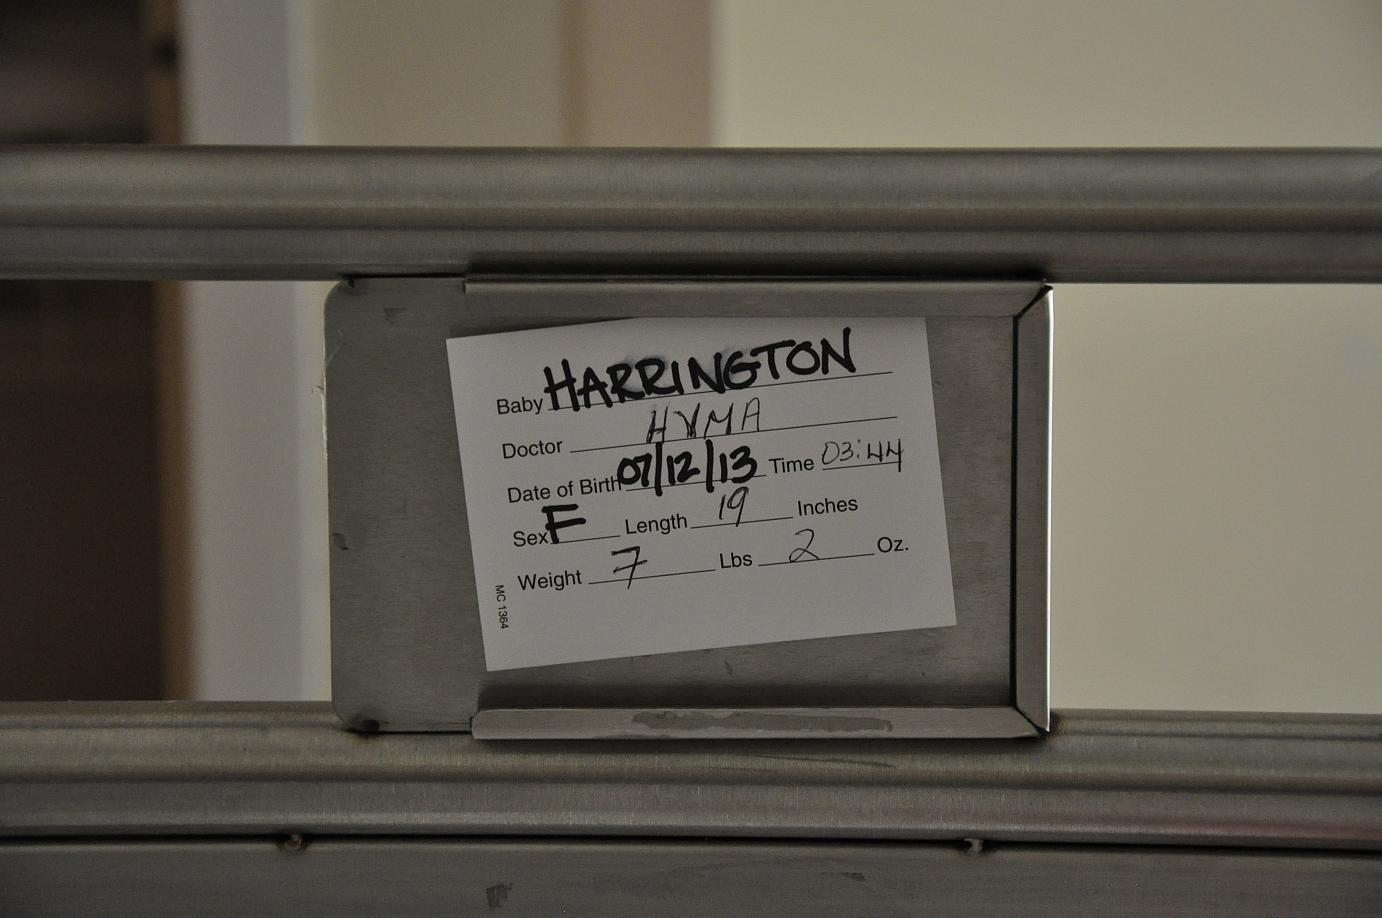 Baby HARRINGTON
Doctor HVMA
Date of Birth 07/12/13 Time 03:44
Sex F Length 19 Inches
Weight 7 Lbs 2 Oz.
MC 1364